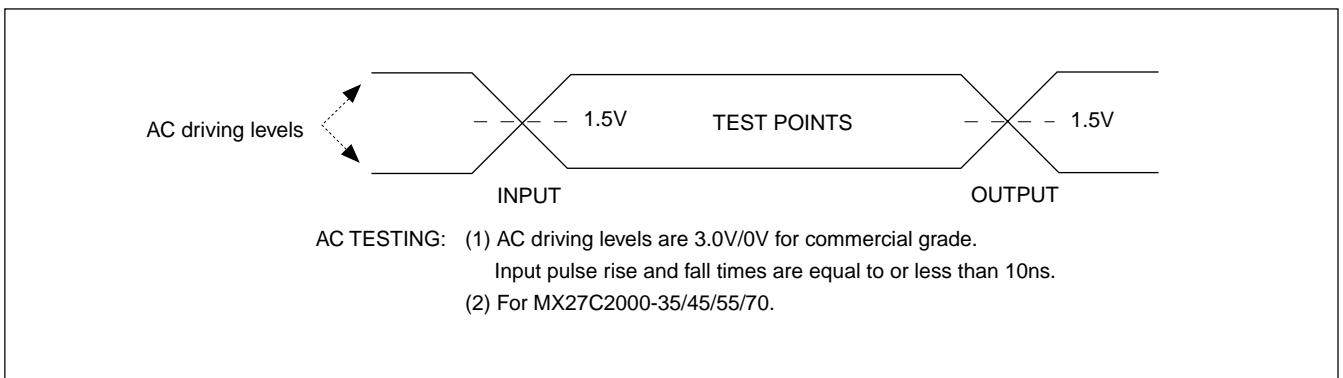 AC driving levels
1.5V
TEST POINTS
1.5V
INPUT
OUTPUT
AC TESTING: (1) AC driving levels are 3.0V/0V for commercial grade.
Input pulse rise and fall times are equal to or less than 10ns.
(2) For MX27C2000-35/45/55/70.